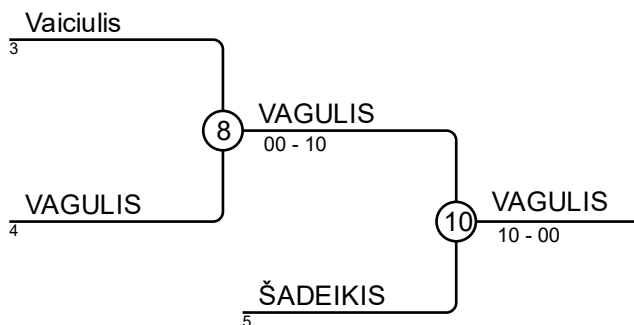 Vaiciulis
3
8
VAGULIS
00 - 10
VAGULIS
4
10
VAGULIS
10 - 00
ŠADEIKIS
5